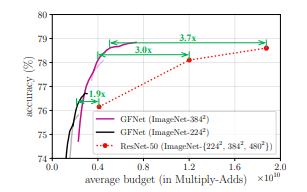 80
79
78
77
76
75
74
accuracy (%)
3.7x
3.0x
1.9x
GFNet (ImageNet-384²)
GFNet (ImageNet-224²)
ResNet-50 (ImageNet-{224², 384², 480²})
0.0
0.4
0.8
1.2
1.6
2.0
×10¹⁰
average budget (in Multiply-Adds)